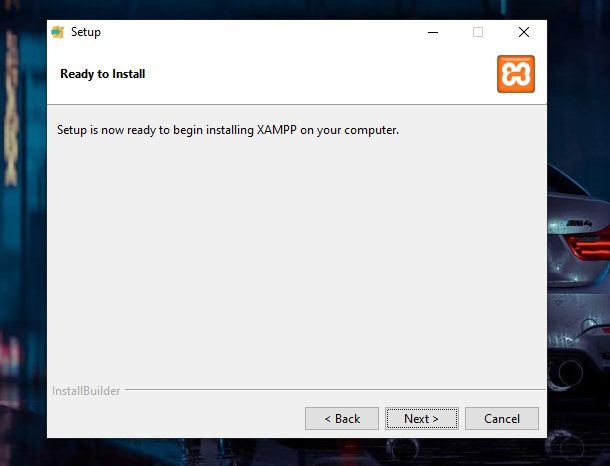 Setup
Ready to Install
Setup is now ready to begin installing XAMPP on your computer.
InstallBuilder
< Back
Next >
Cancel
M4